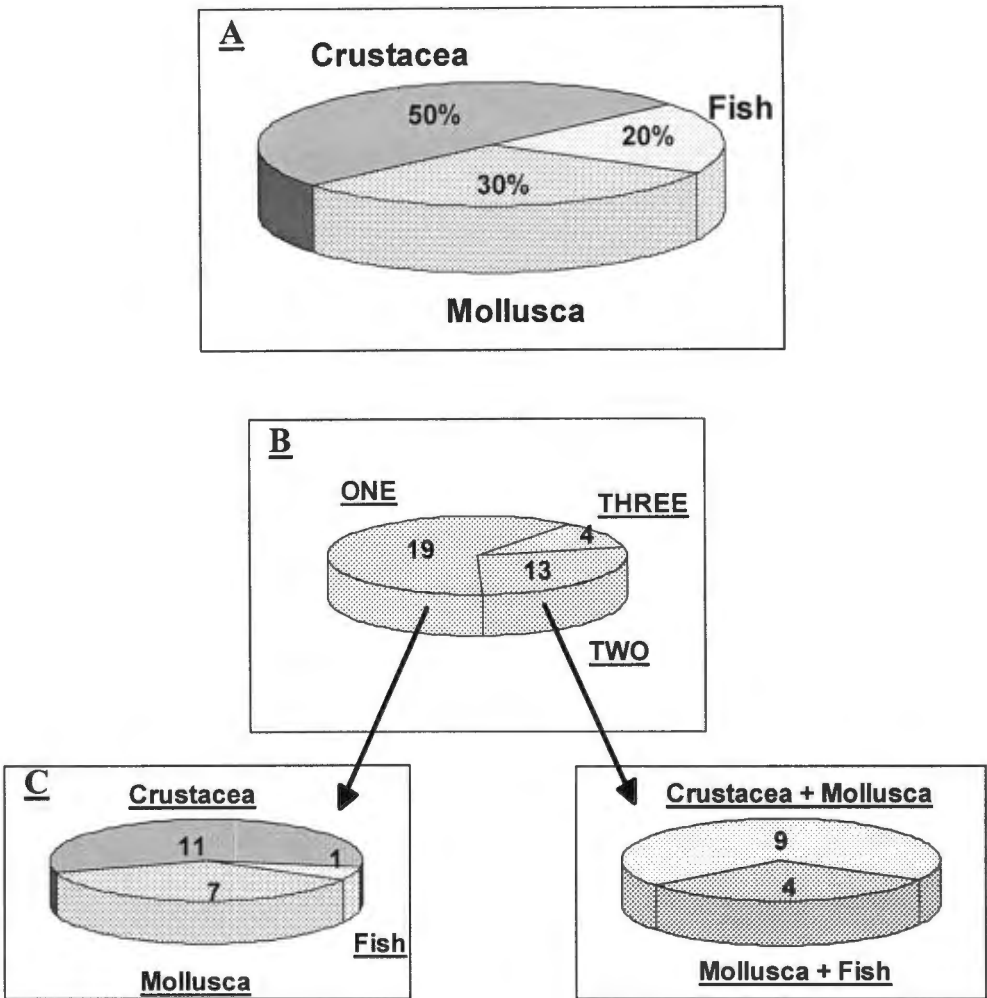 A
Crustacea
50%
Fish
20%
30%
Mollusca
B
ONE
THREE
19
4
13
TWO
C
Crustacea
11
1
7
Fish
Mollusca
Crustacea + Mollusca
9
4
Mollusca + Fish